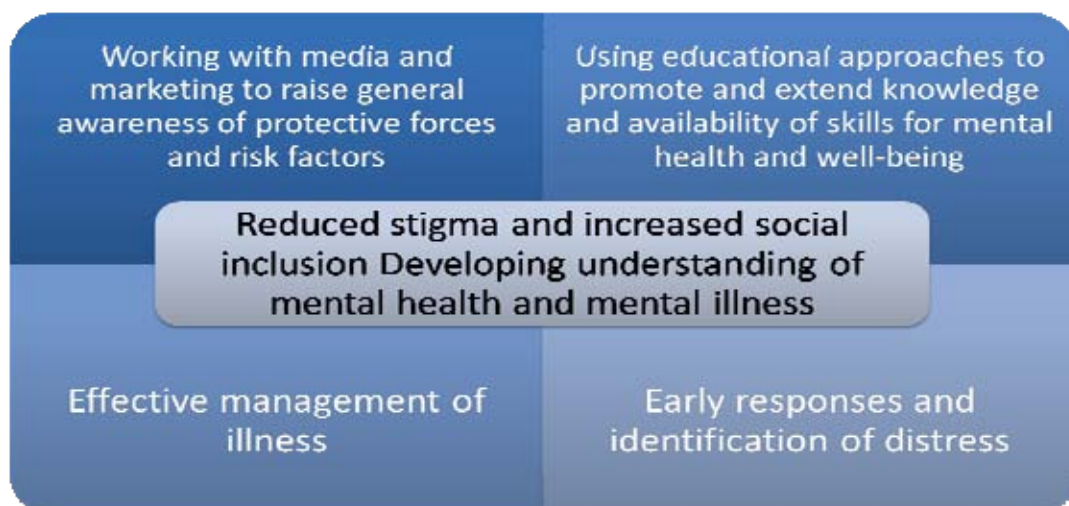 Working with media and
marketing to raise general
awareness of protective forces
and risk factors
Using educational approaches to
promote and extend knowledge
and availability of skills for mental
health and well-being
Reduced stigma and increased social
inclusion Developing understanding of
mental health and mental illness
Effective management of
illness
Early responses and
identification of distress